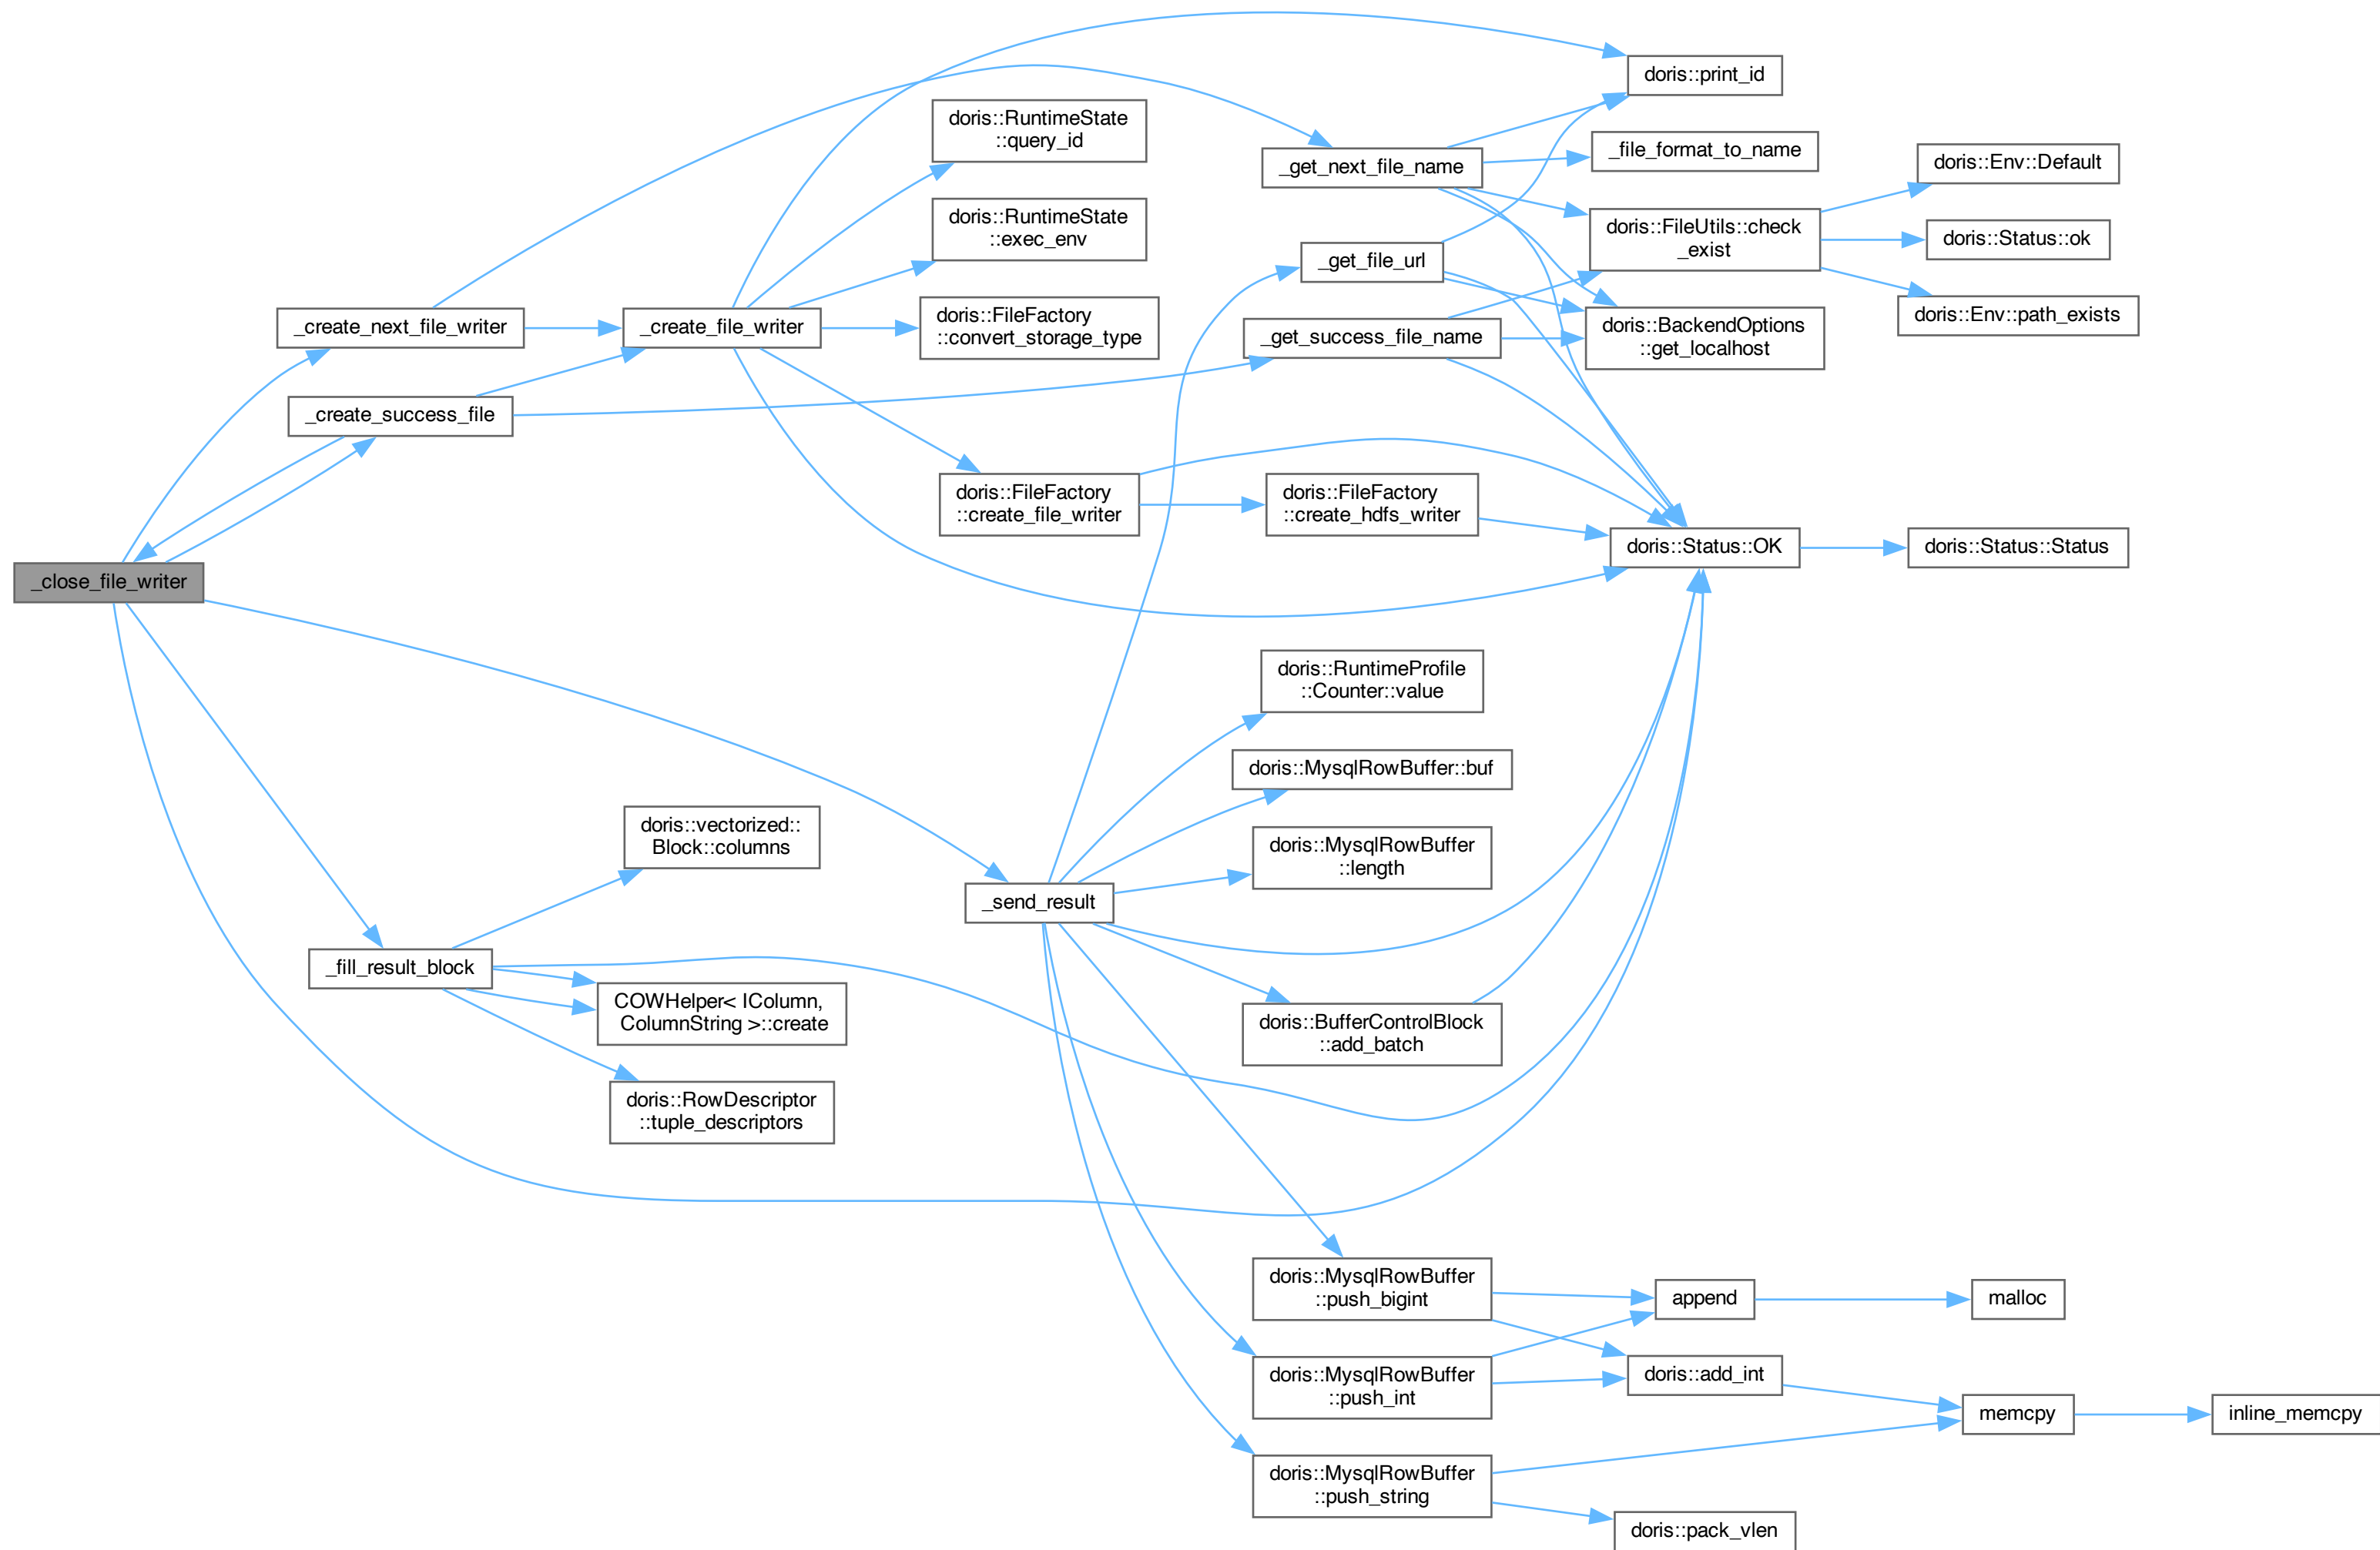 doris::print_id
doris::RuntimeState
::query_id
_file_format_to_name
_get_next_file_name
doris::Env::Default
doris::RuntimeState
::exec_env
doris::FileUtils::check
_exist
doris::Status::ok
_get_file_url
doris::Env::path_exists
_create_next_file_writer
_create_file_writer
doris::FileFactory
::convert_storage_type
_get_success_file_name
doris::BackendOptions
::get_localhost
_create_success_file
doris::FileFactory
::create_file_writer
doris::FileFactory
::create_hdfs_writer
doris::Status::OK
doris::Status::Status
_close_file_writer
doris::RuntimeProfile
::Counter::value
doris::MysqlRowBuffer::buf
doris::vectorized::
Block::columns
doris::MysqlRowBuffer
::length
_send_result
_fill_result_block
COWHelper< IColumn,
ColumnString >::create
doris::BufferControlBlock
::add_batch
doris::RowDescriptor
::tuple_descriptors
doris::MysqlRowBuffer
::push_bigint
append
malloc
doris::MysqlRowBuffer
::push_int
doris::add_int
memcpy
inline_memcpy
doris::MysqlRowBuffer
::push_string
doris::pack_vlen